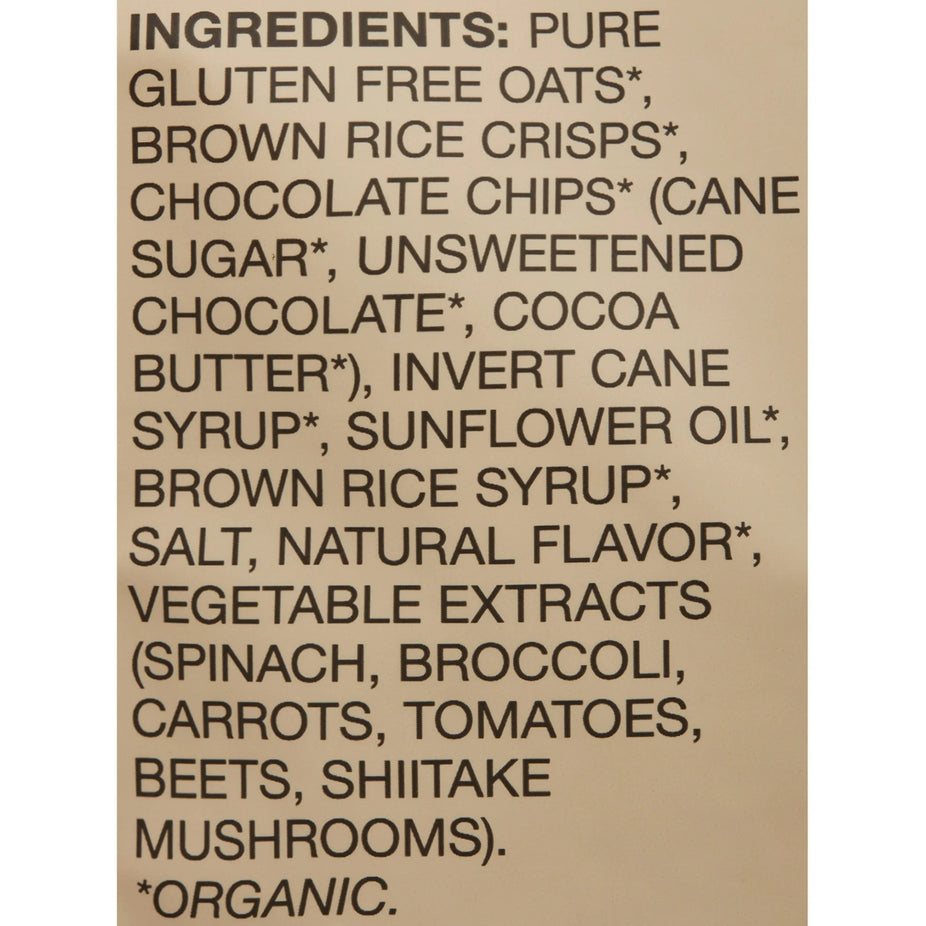 INGREDIENTS: PURE
GLUTEN FREE OATS*,
BROWN RICE CRISPS*,
CHOCOLATE CHIPS* (CANE
SUGAR*, UNSWEETENED
CHOCOLATE*, COCOA
BUTTER*), INVERT CANE
SYRUP*, SUNFLOWER OIL*,
BROWN RICE SYRUP*,
SALT, NATURAL FLAVOR*,
VEGETABLE EXTRACTS
(SPINACH, BROCCOLI,
CARROTS, TOMATOES,
BEETS, SHIITAKE
MUSHROOMS).
*ORGANIC.